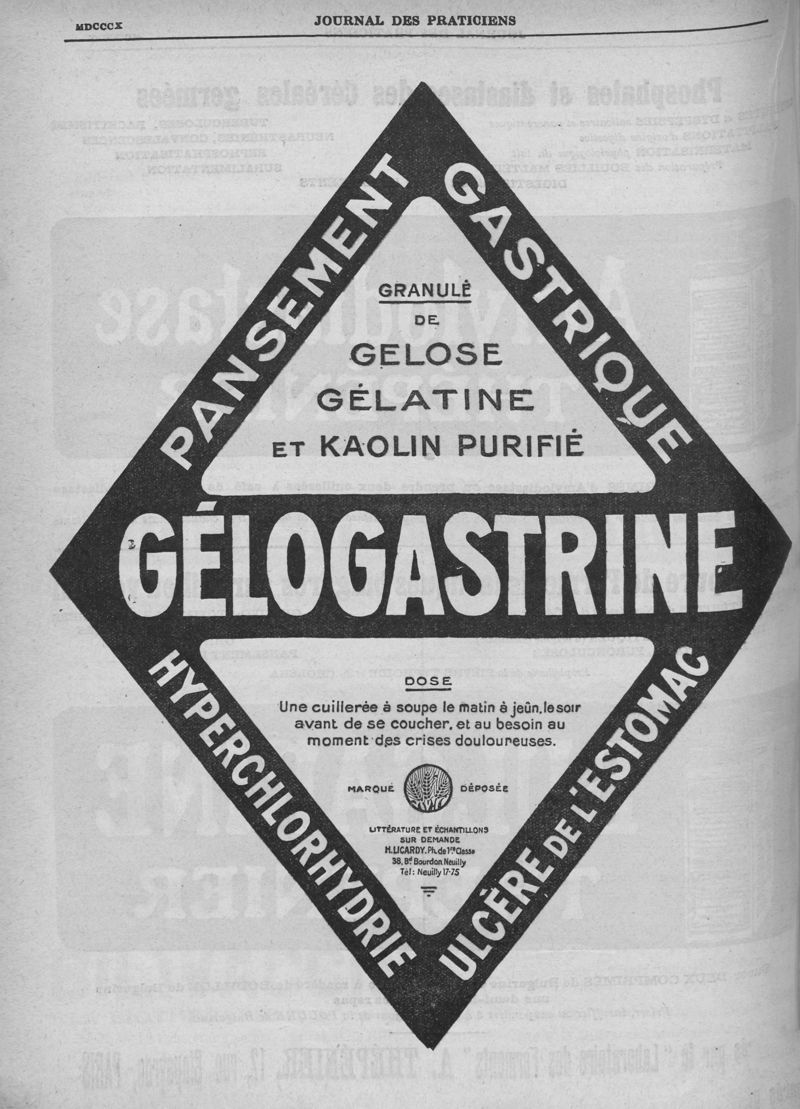 MDCCCX
JOURNAL DES PRATICIENS
PANSEMENT
GASTRIQUE
GRANULÉ
DE
GELOSE
GÉLATINE
ET KAOLIN PURIFIÉ
GÉLOGASTRINE
HYPERCHLORHYDRIE
ULCÈRE DE L'ESTOMAC
DOSE
Une cuillerée à soupe le matin à jeûn, le soir
avant de se coucher, et au besoin au
moment des crises douloureuses.
MARQUE DÉPOSÉE
LITTÉRATURE ET ÉCHANTILLONS
SUR DEMANDE
H. LICARDY. Ph. de 1re Classe
38, Bd Bourdon Neuilly
Tél: Neuilly 17-75